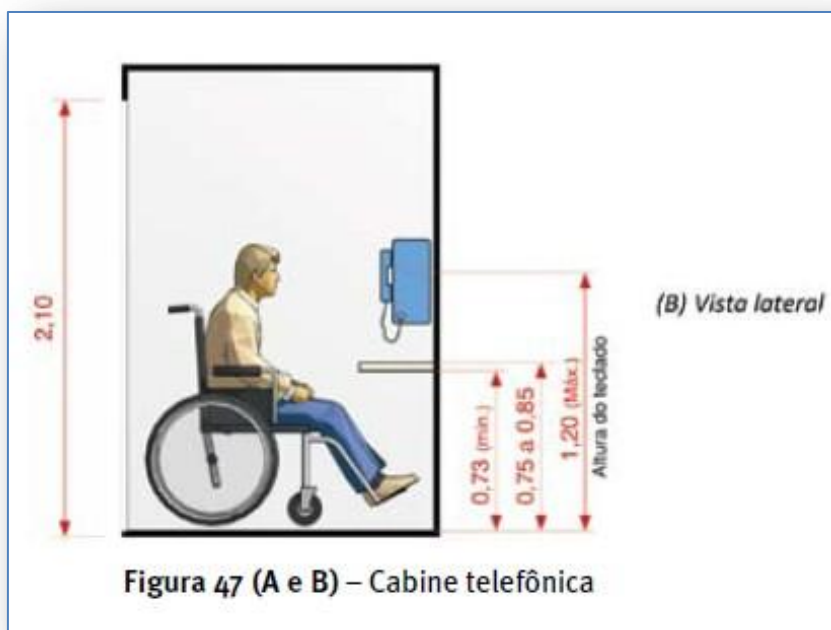 2,10
(B) Vista lateral
0,73 (mín.)
0,75 a 0,85
1,20 (Máx.)
Altura do teclado
Figura 47 (A e B) – Cabine telefônica